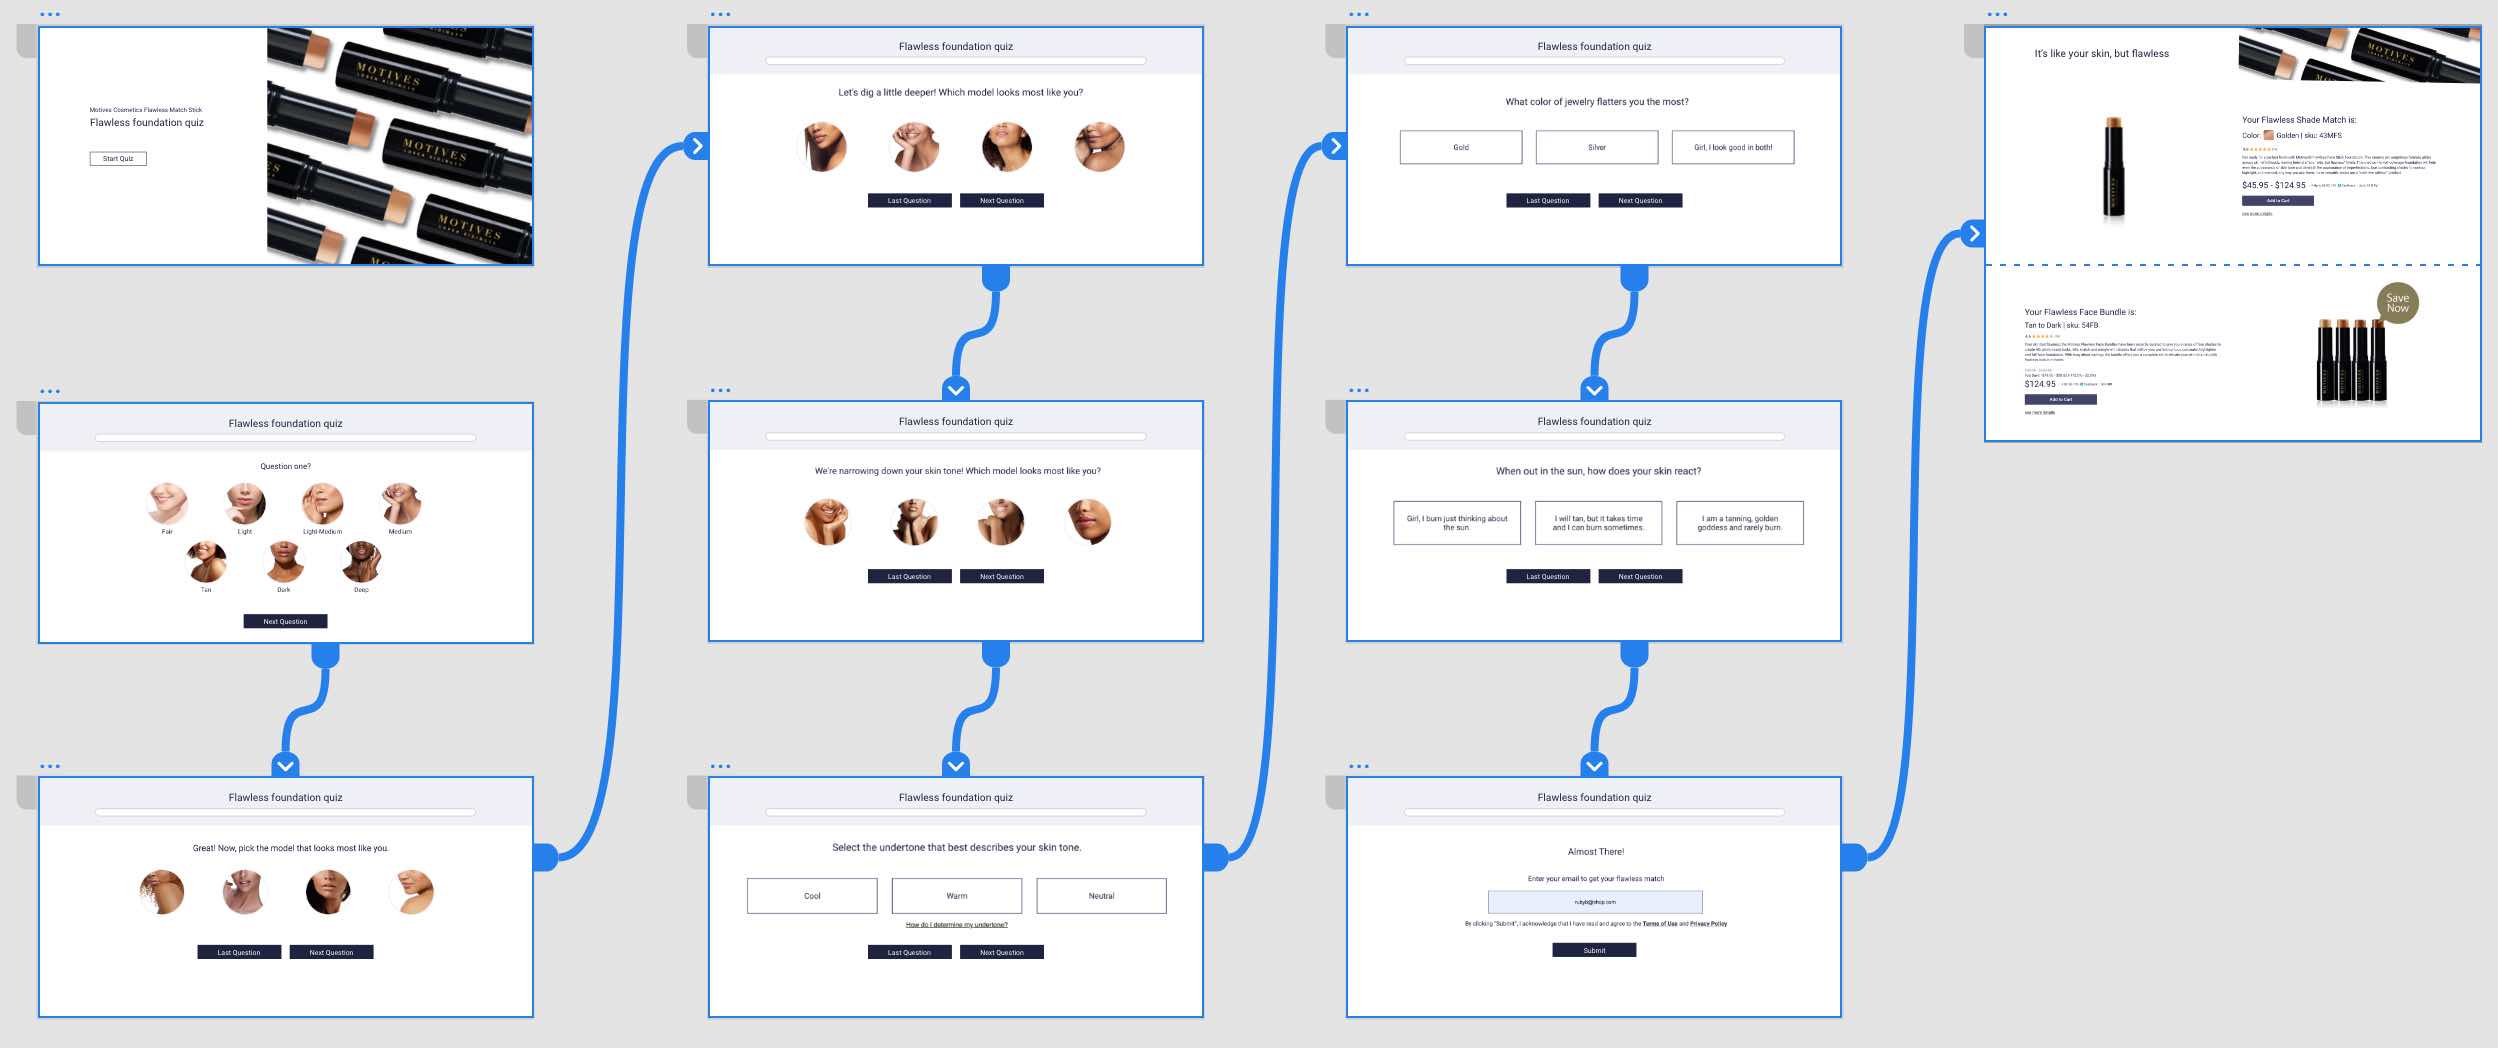 Motives Cosmetics Flawless Match Stick
Flawless foundation quiz
Start Quiz
MOTIVES
MOTIVES
MOTIVES
MOTIVES
MOTIVES
Flawless foundation quiz
Question one?
Fair
Light
Light-Medium
Medium
Tan
Dark
Deep
Next Question
Flawless foundation quiz
Great! Now, pick the model that looks most like you.
Last Question
Next Question
Flawless foundation quiz
Let's dig a little deeper! Which model looks most like you?
Last Question
Next Question
Flawless foundation quiz
We're narrowing down your skin tone! Which model looks most like you?
Last Question
Next Question
Flawless foundation quiz
Select the undertone that best describes your skin tone.
Cool
Warm
Neutral
How do I determine my undertone?
Last Question
Next Question
Flawless foundation quiz
What color of jewelry flatters you the most?
Gold
Silver
Girl, I look good in both!
Last Question
Next Question
Flawless foundation quiz
When out in the sun, how does your skin react?
Girl, I burn just thinking about
the sun.
I will tan, but it takes time
and I can burn sometimes.
I am a tanning, golden
goddess and rarely burn.
Last Question
Next Question
Flawless foundation quiz
Almost There!
Enter your email to get your flawless match
By clicking "Submit", I acknowledge that I have read and agree to the Terms of Use and Privacy Policy
Submit
It's like your skin, but flawless
Your Flawless Shade Match is:
Color: Golden | sku: 43MFS
$45.95 - $124.95
Add to Cart
see more details
Your Flawless Face Bundle is:
Tan to Dark | sku: 54FB
$124.95
Add to Cart
see more details
Save
Now